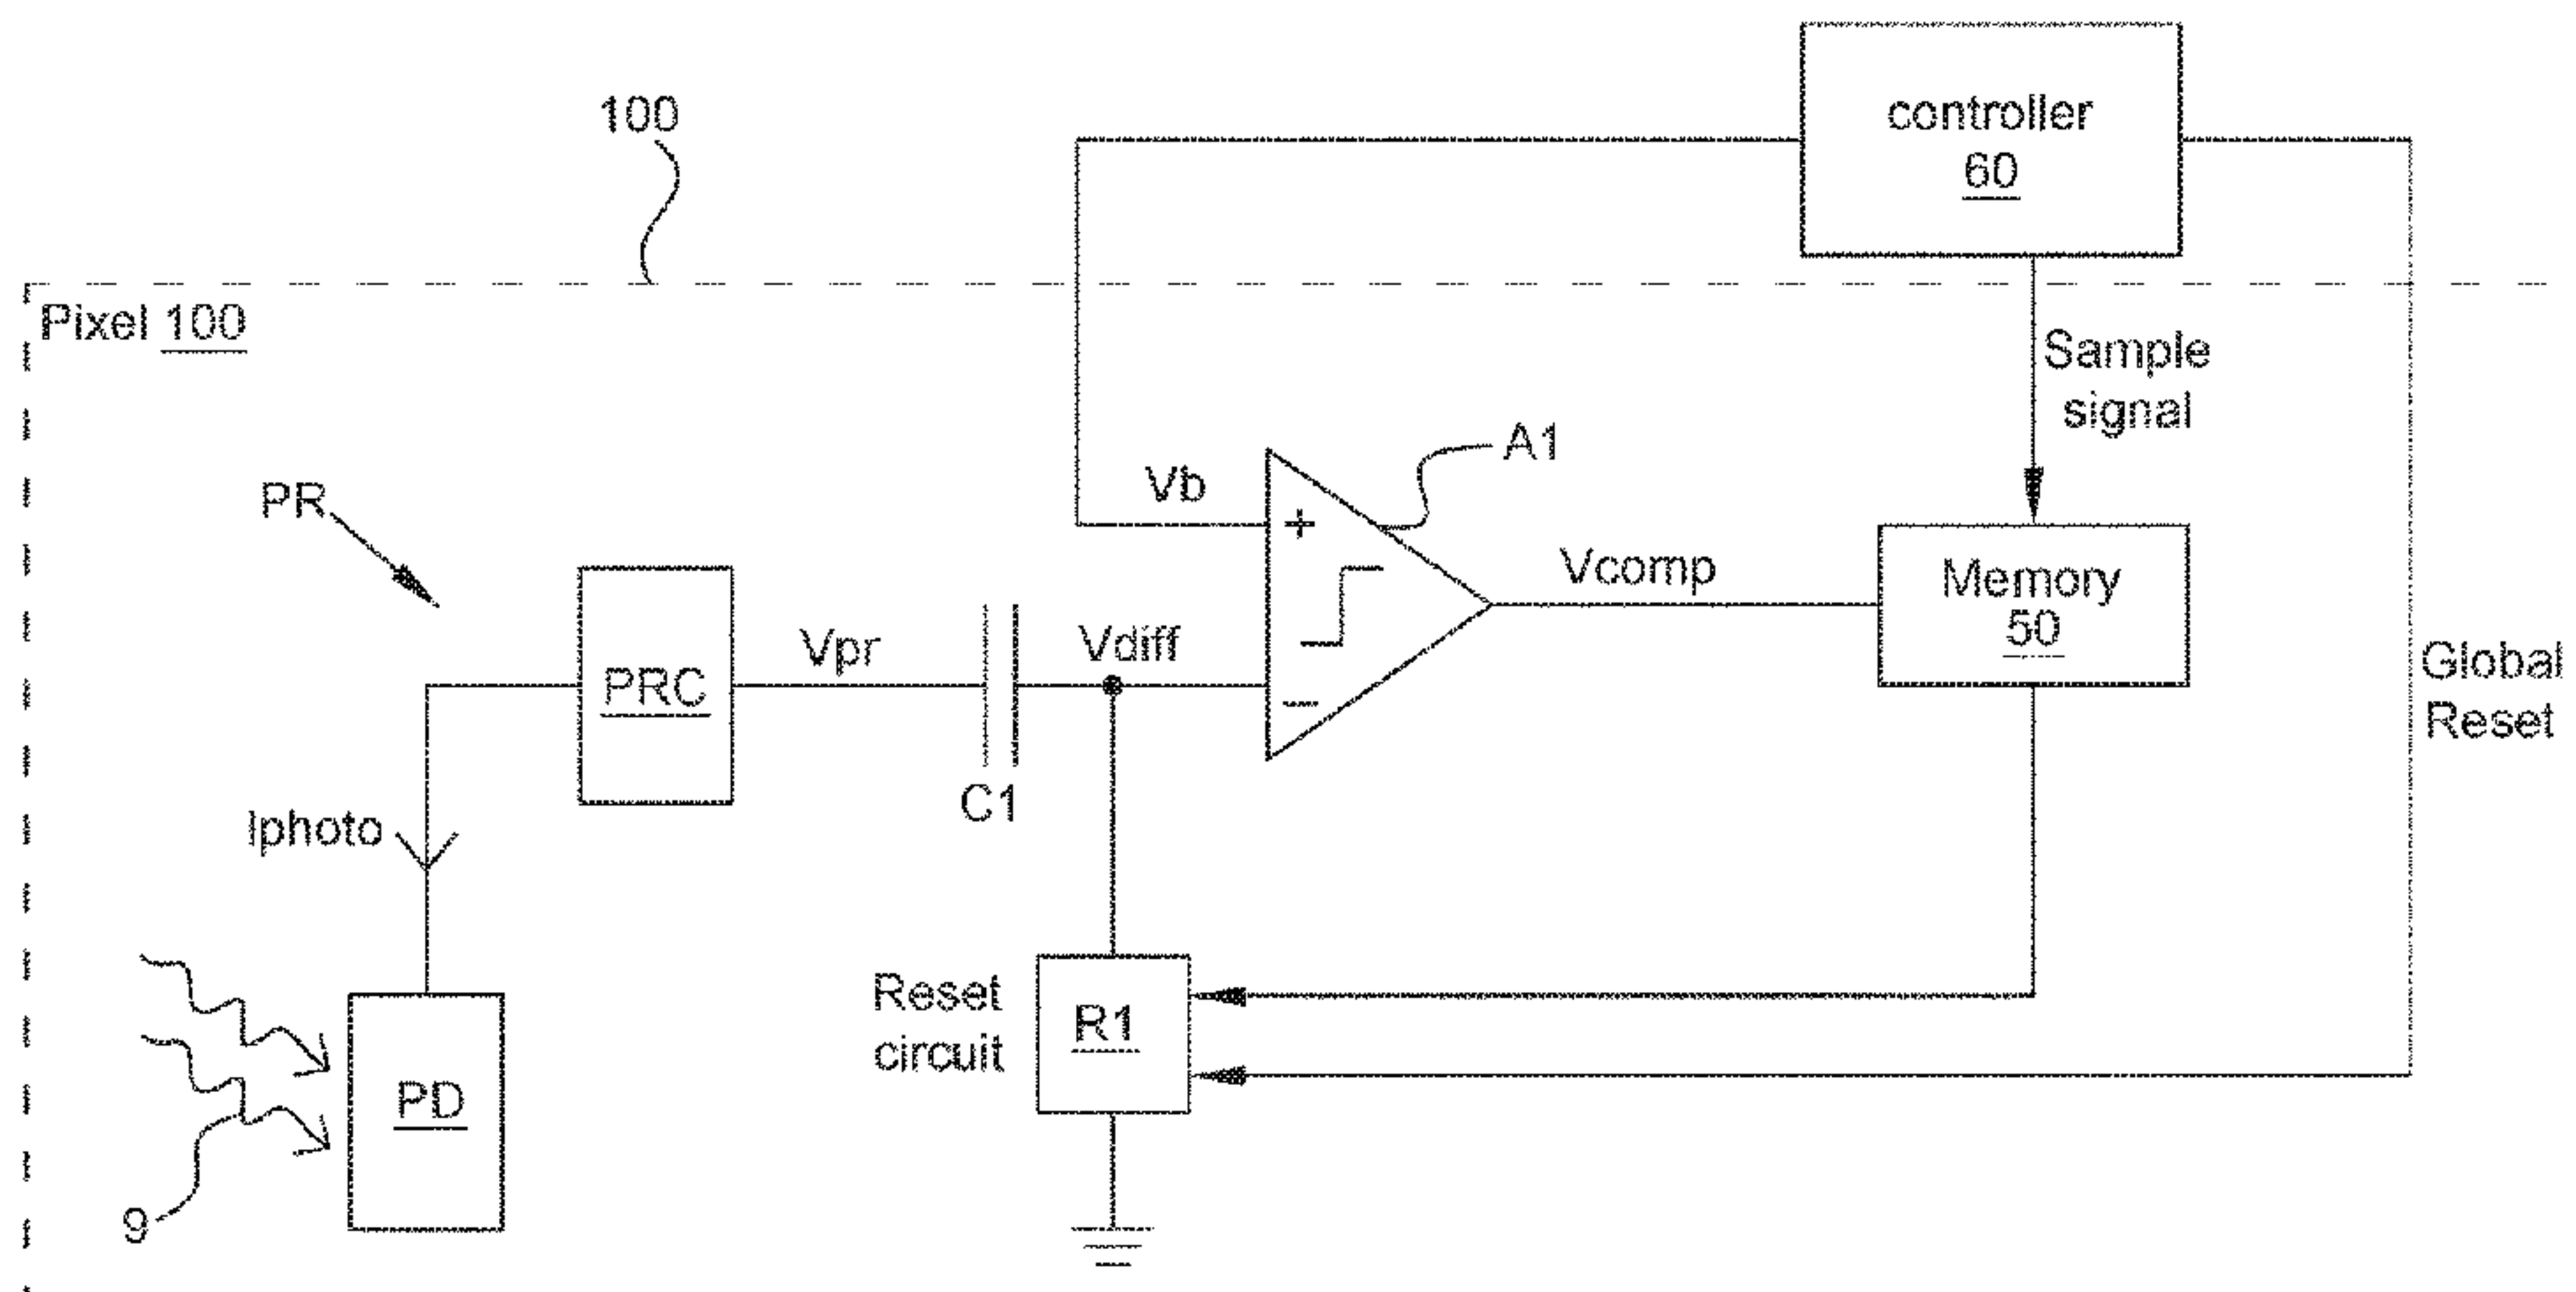 controller
60
100
Pixel 100
Sample
signal
A1
Vb
PR
+
Vcomp
Memory
50
Vpr
Vdiff
PRC
Global
Reset
−
C1
Iphoto
Reset
circuit
R1
PD
9